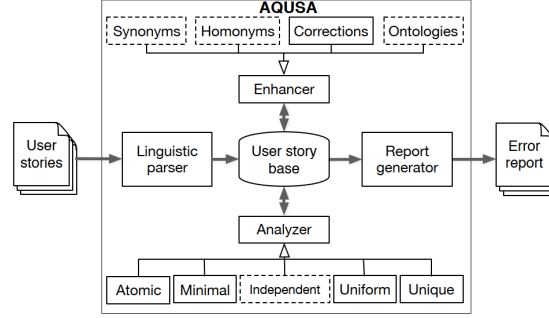 AQUSA
Synonyms Homonyms Corrections Ontologies
Enhancer
User
stories
Linguistic
parser
User story
base
Report
generator
Error
report
Analyzer
Atomic Minimal Independent Uniform Unique